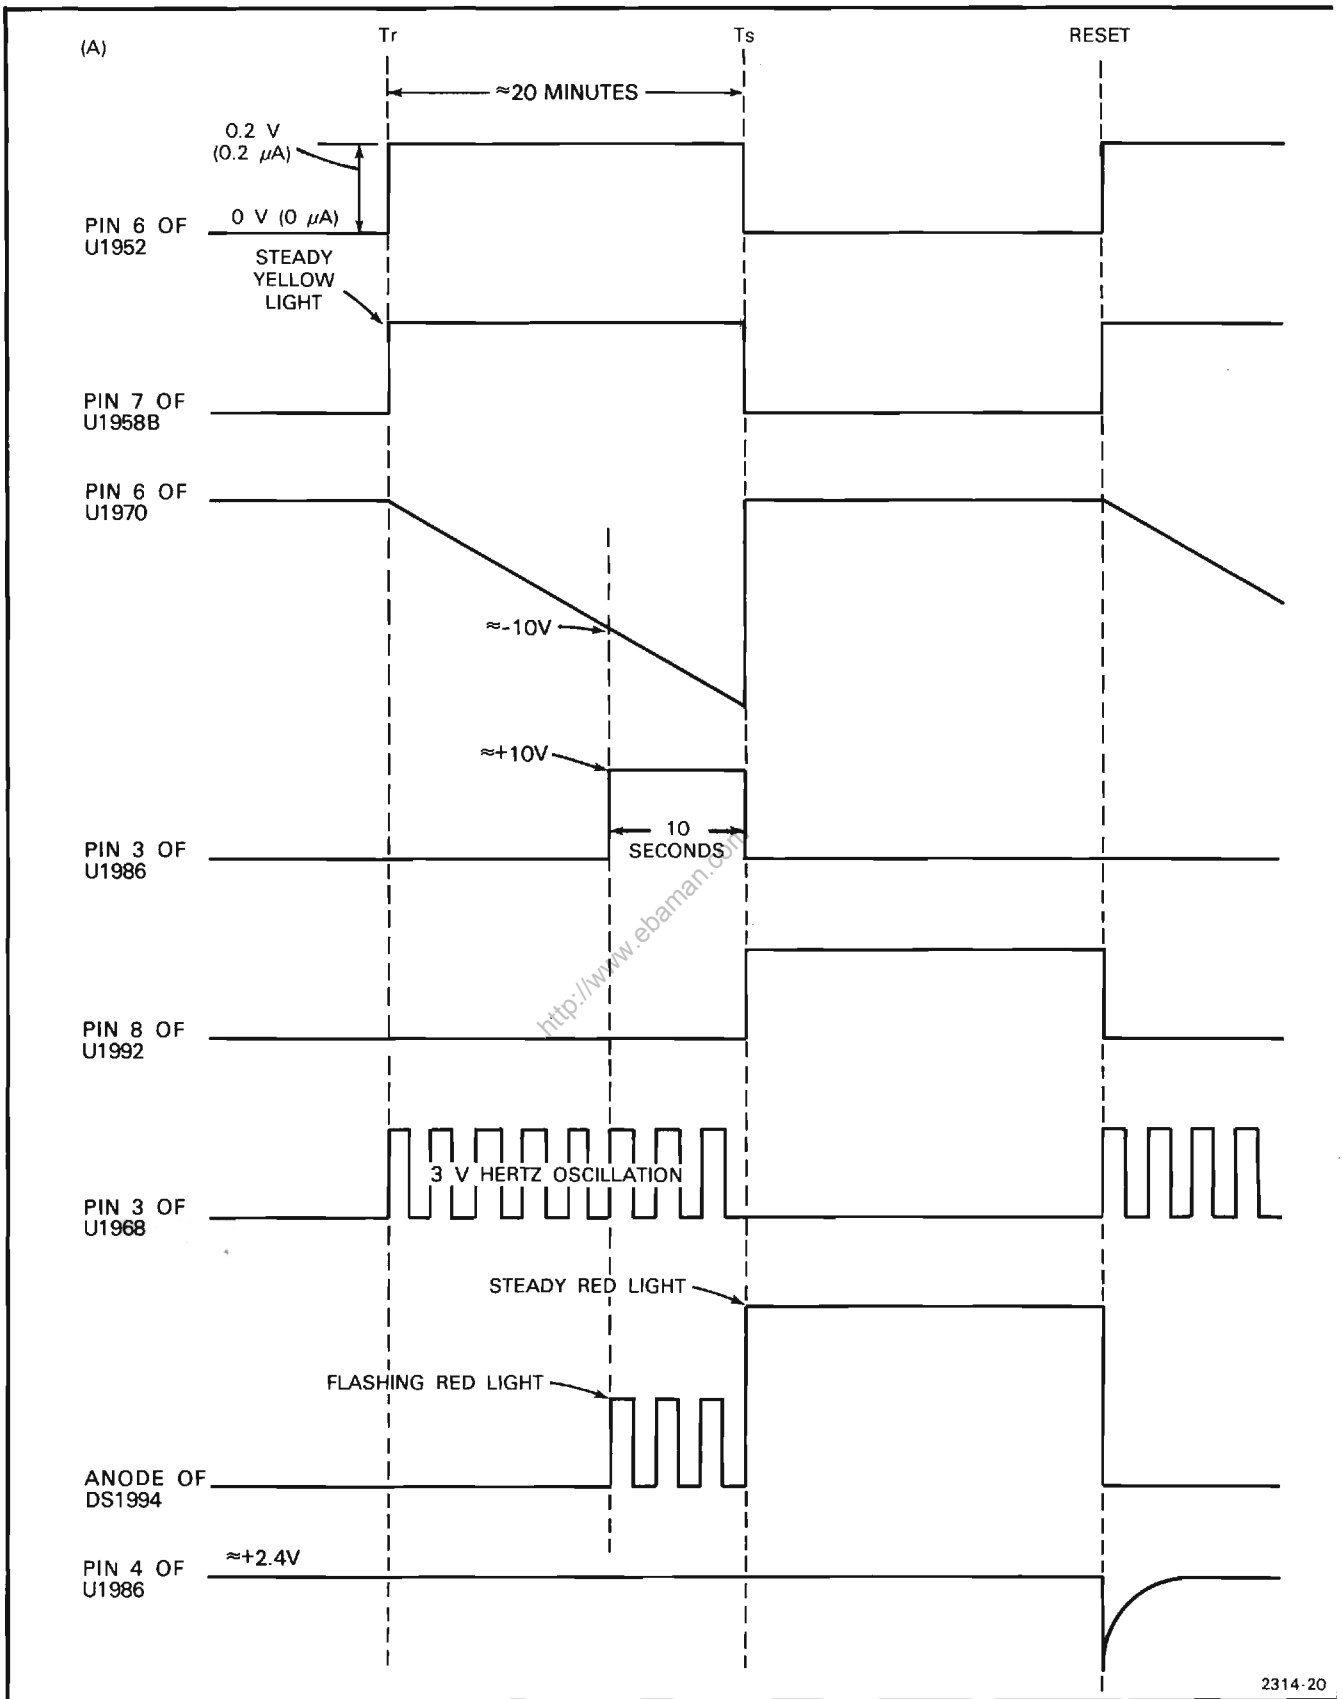 (A)
Tr
Ts
RESET
≈20 MINUTES
0.2 V
(0.2 µA)
0 V (0 µA)
PIN 6 OF
U1952
STEADY
YELLOW
LIGHT
PIN 7 OF
U1958B
PIN 6 OF
U1970
≈-10V
≈+10V
10
SECONDS
PIN 3 OF
U1986
http://www.ebaman.com
PIN 8 OF
U1992
3 V HERTZ OSCILLATION
PIN 3 OF
U1968
STEADY RED LIGHT
FLASHING RED LIGHT
ANODE OF
DS1994
≈+2.4V
PIN 4 OF
U1986
2314-20